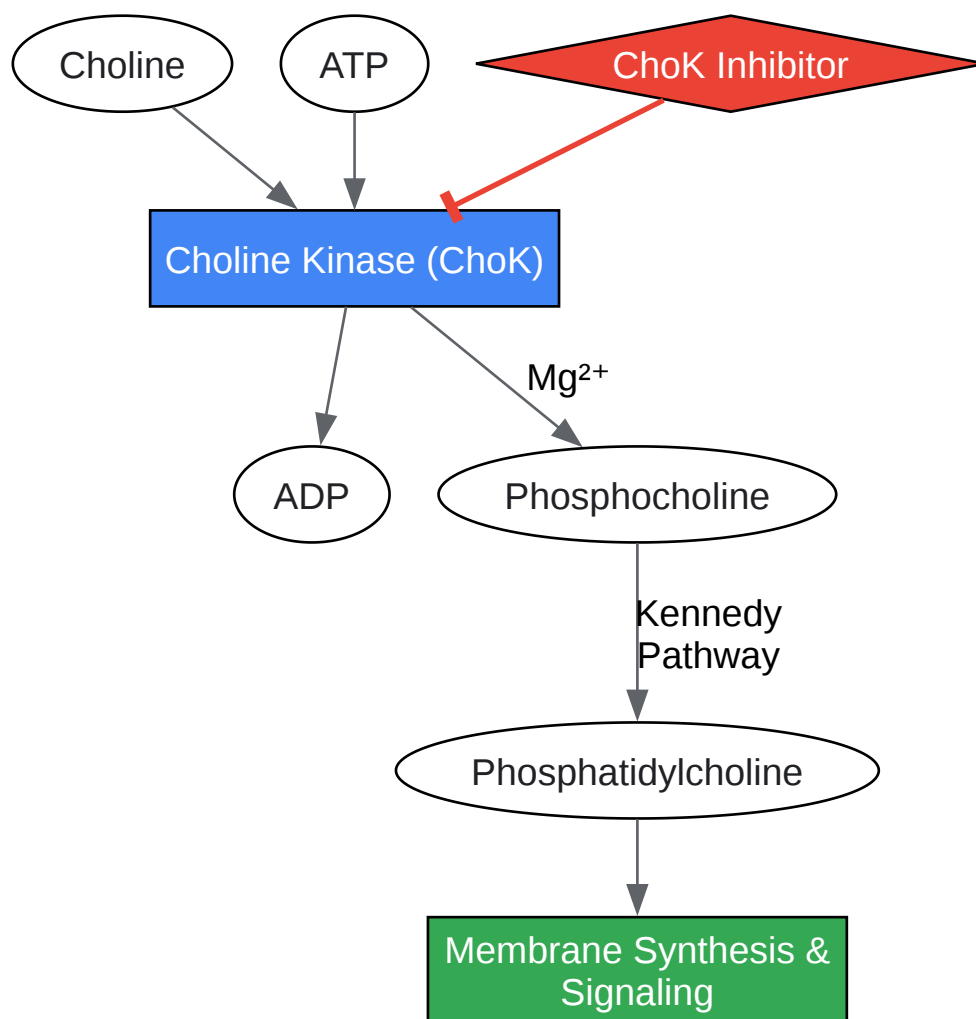 Choline
ATP
ChoK Inhibitor
Choline Kinase (ChoK)
Mg²⁺
ADP
Phosphocholine
Kennedy
Pathway
Phosphatidylcholine
Membrane Synthesis &
Signaling